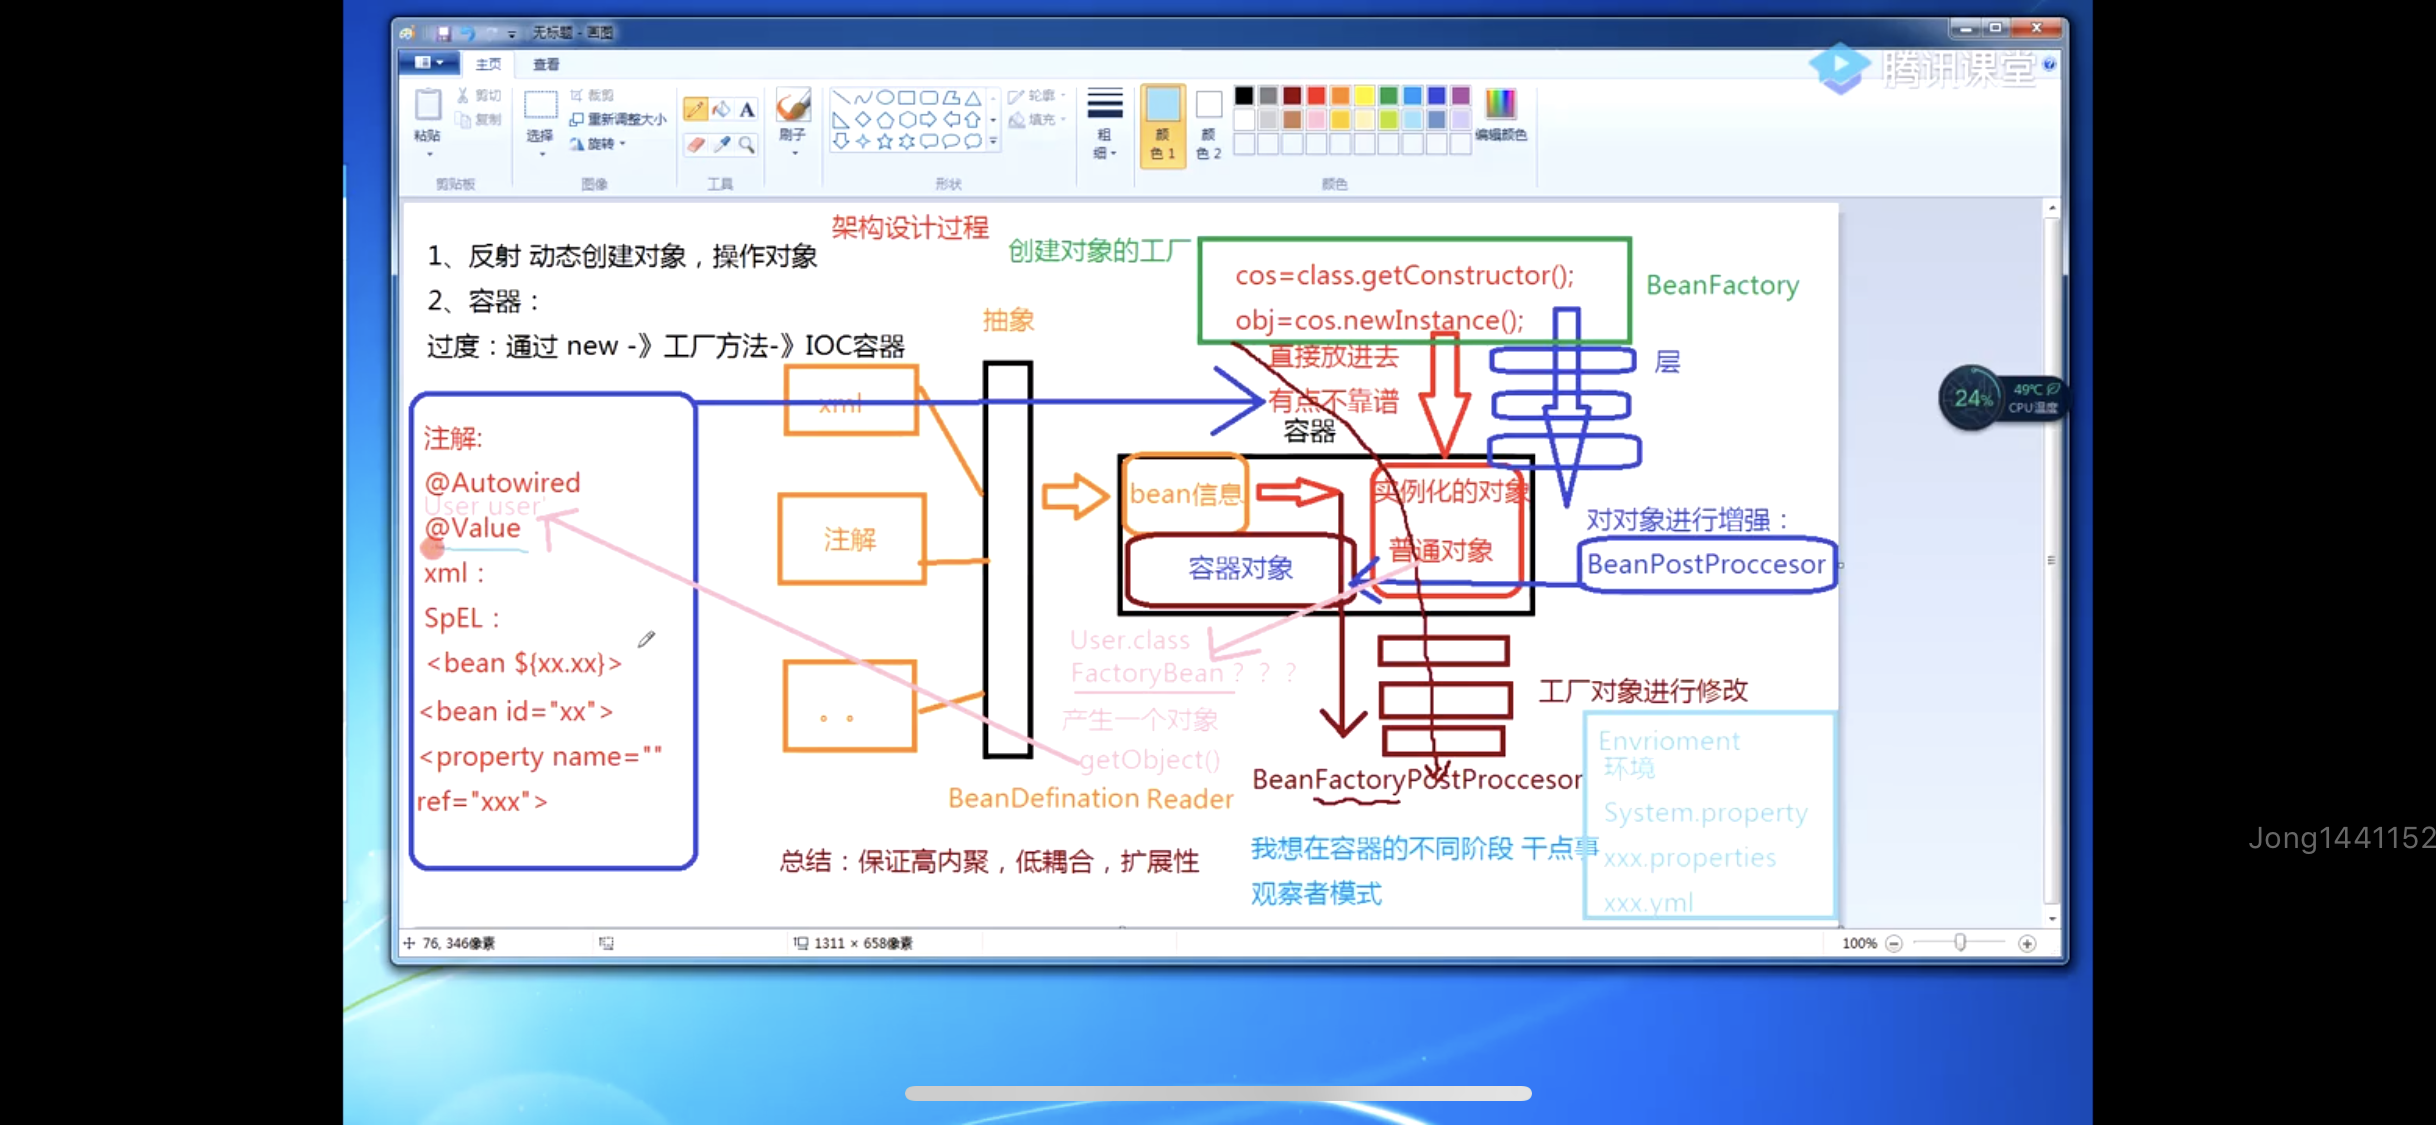 无标题 - 画图
主页
查看
腾讯课堂
粘贴
剪切
复制
剪贴板
选择
裁剪
重新调整大小
旋转
图像
A
工具
刷子
轮廓
填充
形状
粗
细
颜
色 1
颜
色 2
编辑颜色
颜色
架构设计过程
1、反射 动态创建对象，操作对象
2、容器：
过度：通过 new -》工厂方法-》IOC容器
创建对象的工厂
cos=class.getConstructor();
obj=cos.newInstance();
BeanFactory
抽象
直接放进去
有点不靠谱
层
容器
24%
49℃
CPU温度
注解:
@Autowired
User user
@Value
xml：
SpEL：
<bean ${xx.xx}>
<bean id="xx">
<property name=""
ref="xxx">
xml
注解
。。
bean信息
容器对象
实例化的对象
普通对象
对对象进行增强：
BeanPostProccesor
User.class
FactoryBean？？？
产生一个对象
getObject()
工厂对象进行修改
BeanDefination Reader
BeanFactoryPostProccesor
Envrioment
环境
System.property
xxx.properties
xxx.yml
总结：保证高内聚，低耦合，扩展性
我想在容器的不同阶段 干点事
观察者模式
Jong1441152
76, 346像素
1311 × 658像素
100%